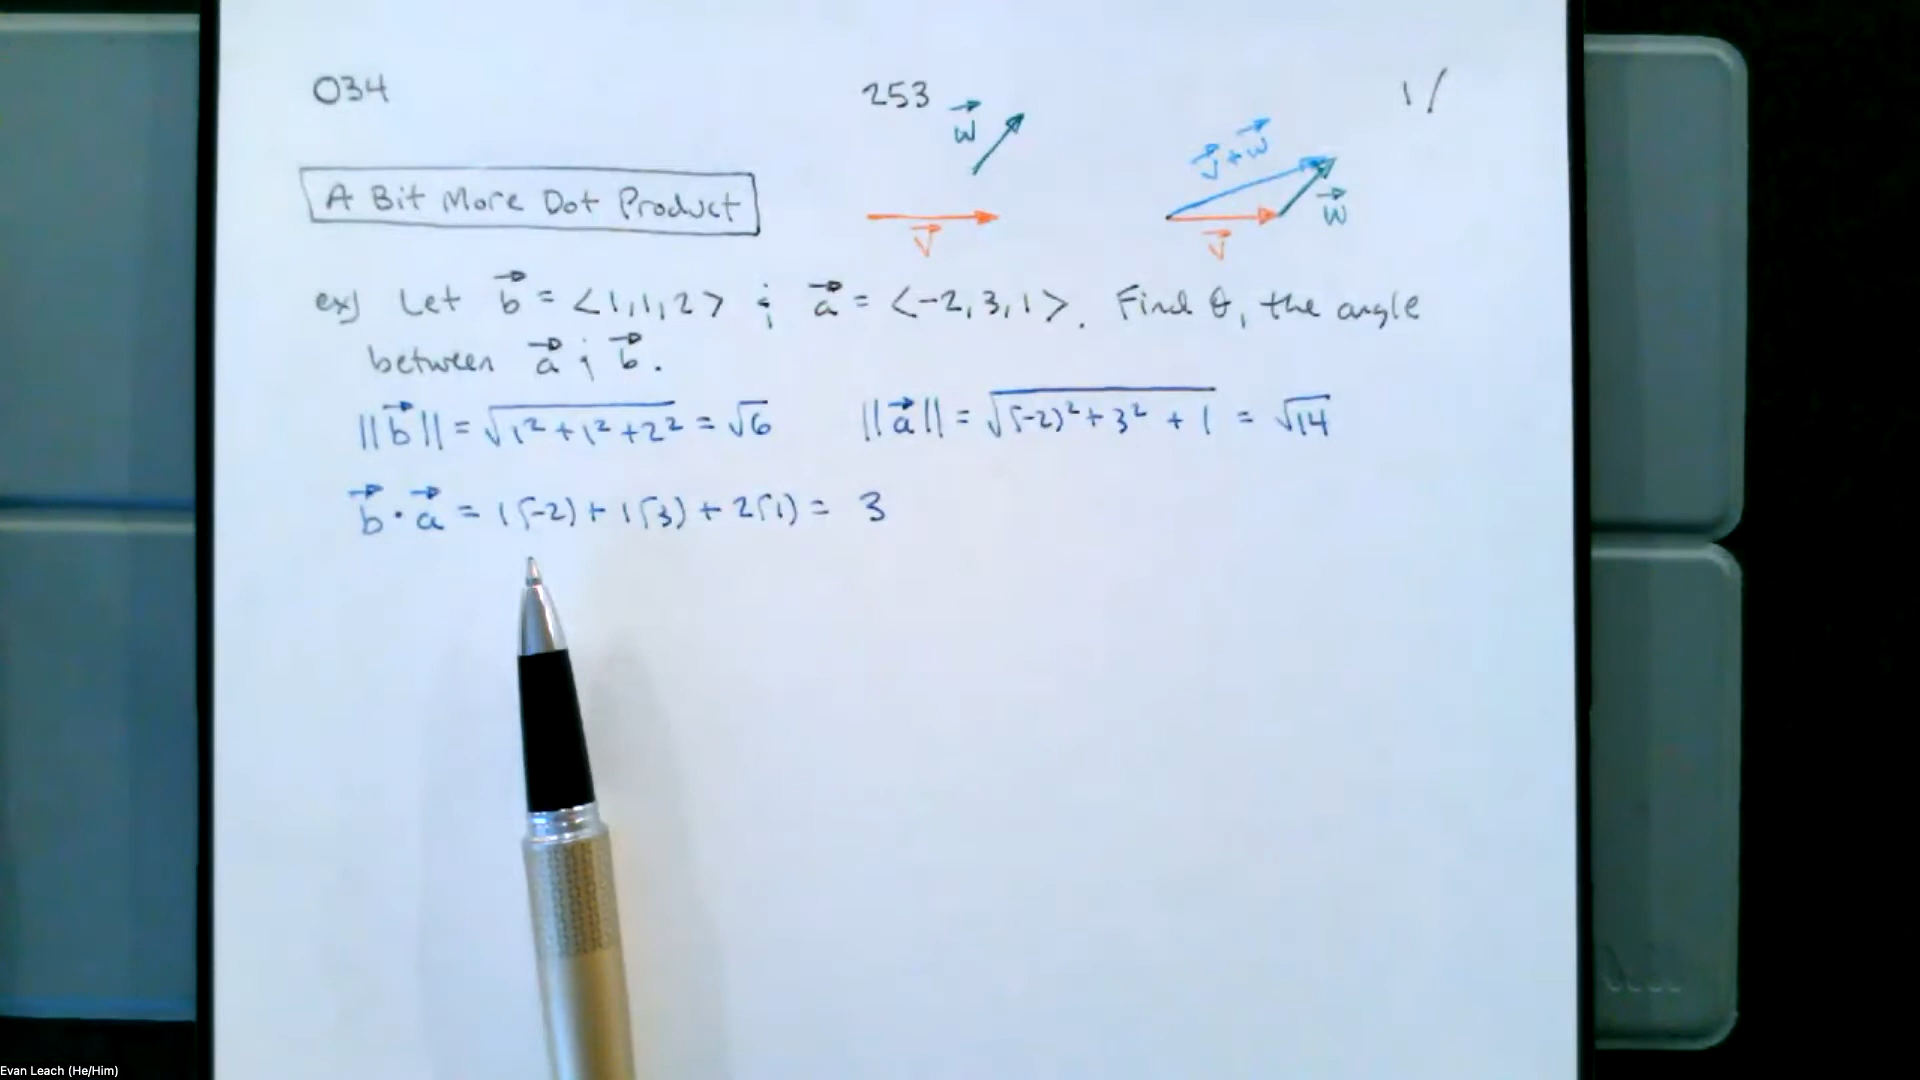 034 253 1/
w⃗ v⃗+w⃗
A Bit More Dot Product
w⃗
v⃗ v⃗
ex) Let b⃗ = <1,1,2> ; a⃗ = <-2,3,1>. Find θ, the angle
between a⃗ ; b⃗.
||b⃗|| = √(1²+1²+2²) = √6 ||a⃗|| = √((-2)²+3²+1) = √14
b⃗·a⃗ = 1(-2)+1(3)+2(1) = 3
Evan Leach (He/Him)